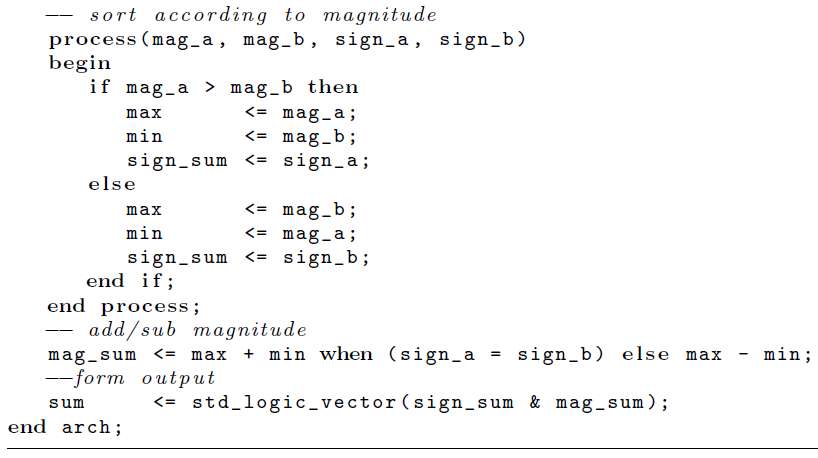 -- sort according to magnitude
process(mag_a, mag_b, sign_a, sign_b)
begin
if mag_a > mag_b then
max <= mag_a;
min <= mag_b;
sign_sum <= sign_a;
else
max <= mag_b;
min <= mag_a;
sign_sum <= sign_b;
end if;
end process;
-- add/sub magnitude
mag_sum <= max + min when (sign_a = sign_b) else max - min;
--form output
sum <= std_logic_vector(sign_sum & mag_sum);
end arch;